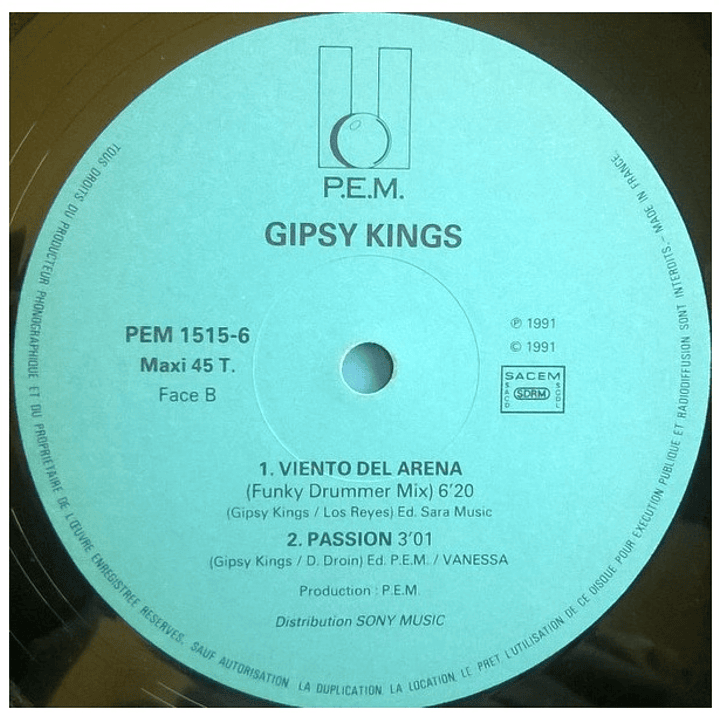 P.E.M.
GIPSY KINGS
PEM 1515-6
Maxi 45 T.
Face B
℗ 1991
© 1991
SACEM
SACD
SDRM
SGDL
1. VIENTO DEL ARENA
(Funky Drummer Mix) 6'20
(Gipsy Kings / Los Reyes) Ed. Sara Music
2. PASSION 3'01
(Gipsy Kings / D. Droin) Ed. P.E.M. / VANESSA
Production : P.E.M.
Distribution SONY MUSIC
TOUS DROITS DU PRODUCTEUR PHONOGRAPHIQUE ET DU PROPRIETAIRE DE L'ŒUVRE ENREGISTREE RESERVES. SAUF AUTORISATION LA DUPLICATION, LA LOCATION, LE PRET, L'UTILISATION DE CE DISQUE POUR EXECUTION PUBLIQUE ET RADIODIFFUSION SONT INTERDITS. - MADE IN FRANCE.